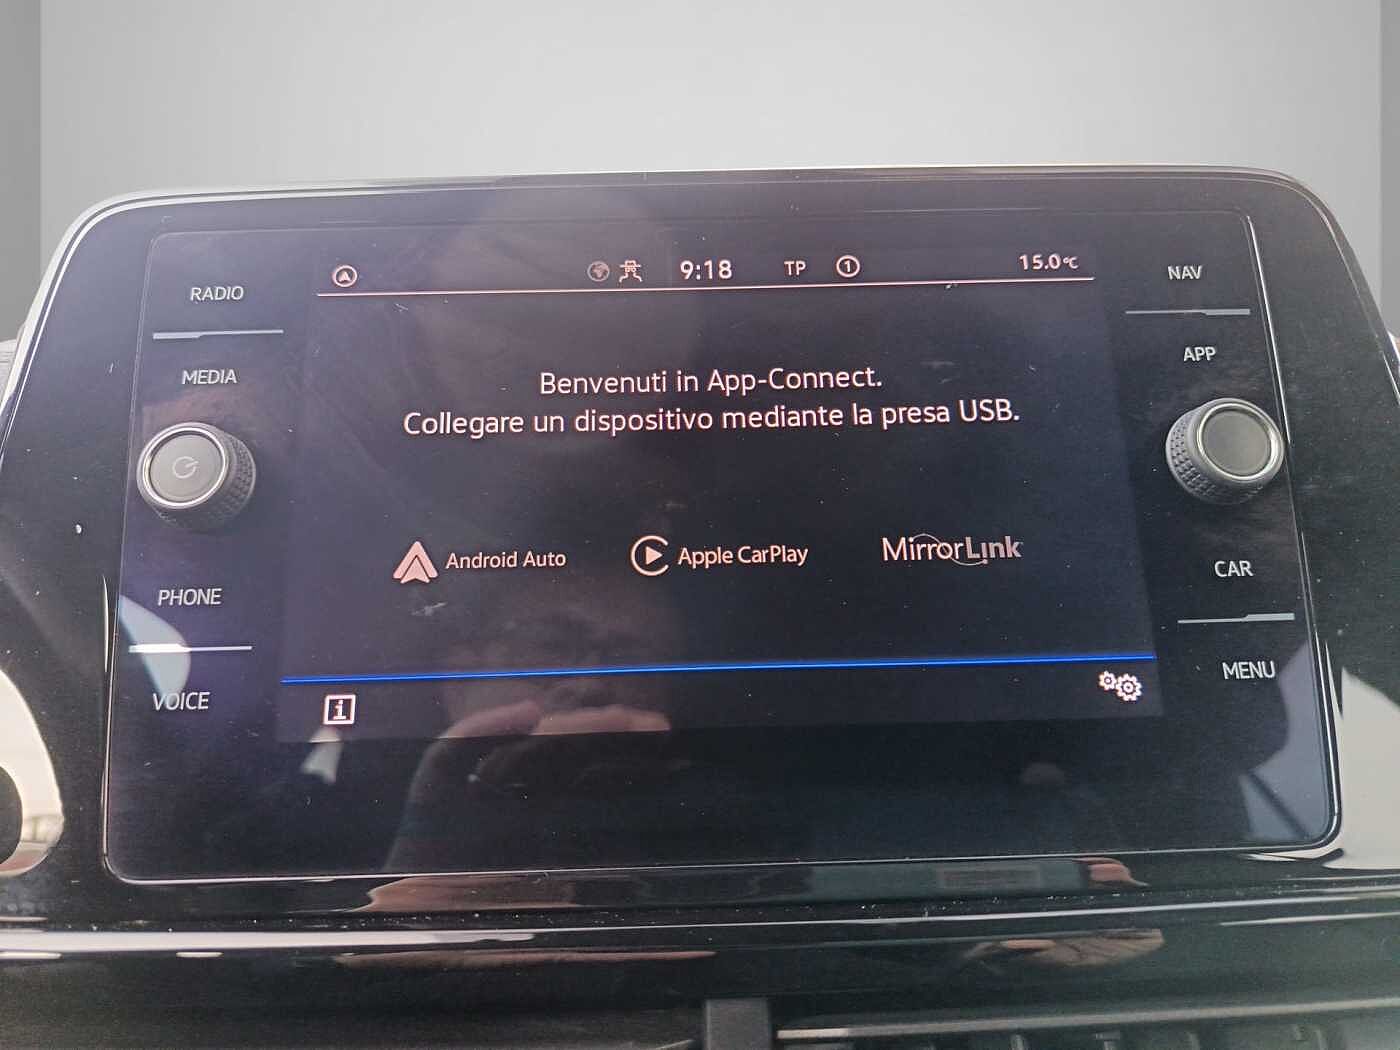 RADIO
MEDIA
PHONE
VOICE
9:18 TP 1 15.0°C
Benvenuti in App-Connect.
Collegare un dispositivo mediante la presa USB.
Android Auto Apple CarPlay MirrorLink
i
NAV
APP
CAR
MENU